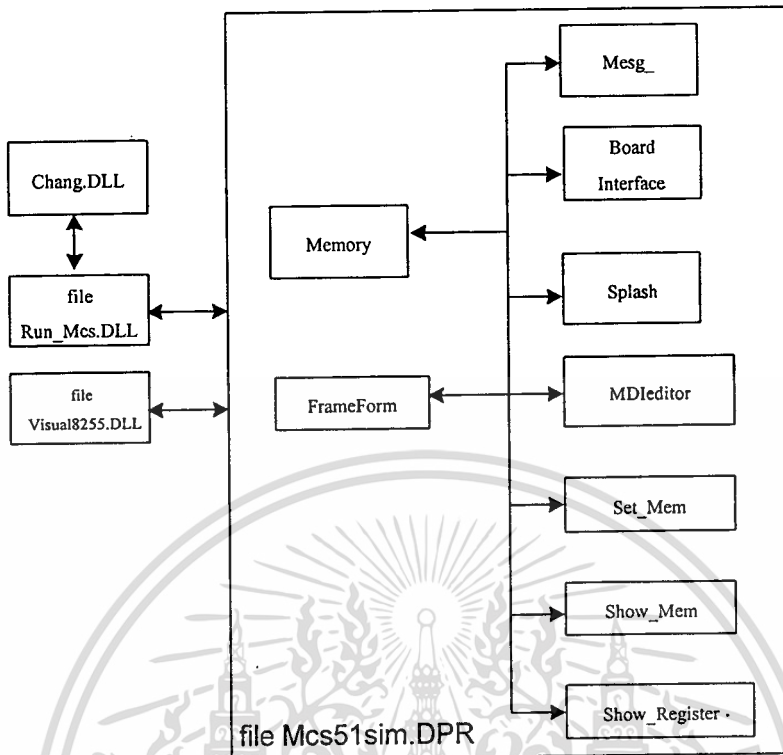 Mesg_
Board
Interface
Chang.DLL
Memory
file
Run_Mcs.DLL
Splash
file
Visual8255.DLL
FrameForm
MDIeditor
Set_Mem
Show_Mem
Show_Register
file Mcs51sim.DPR